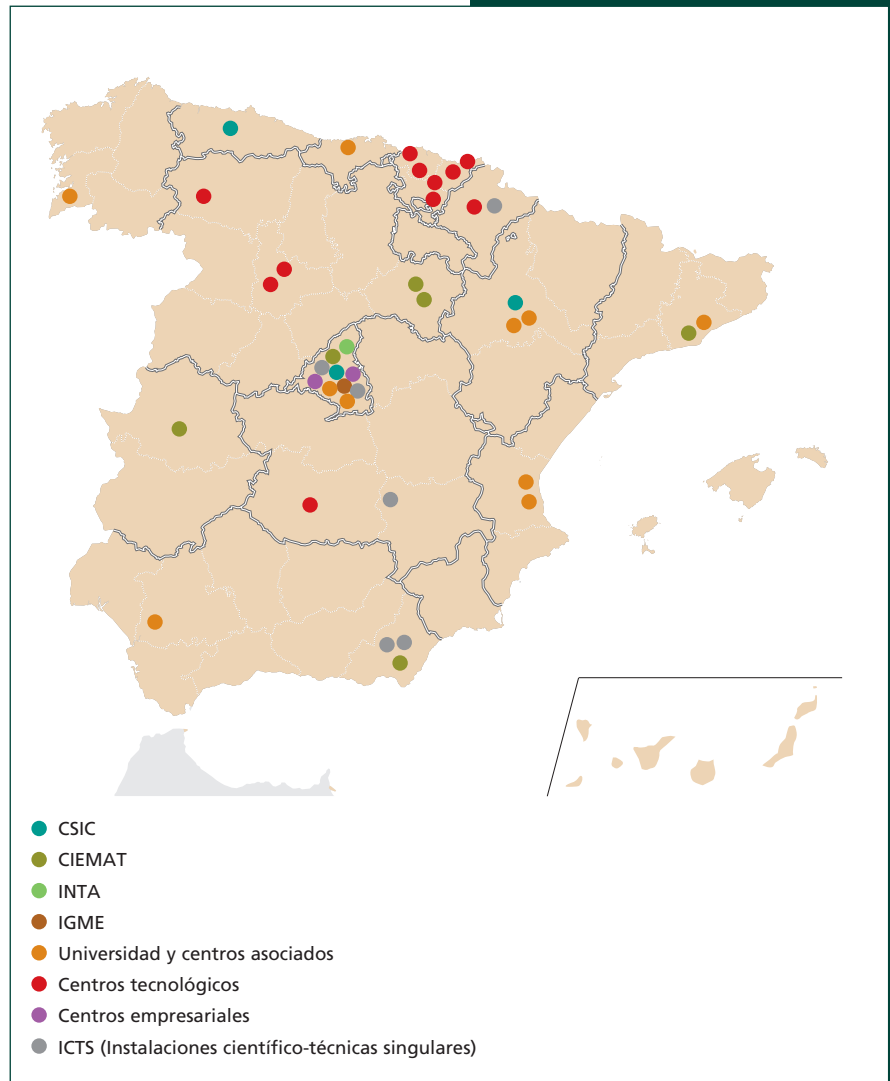 CSIC
CIEMAT
INTA
IGME
Universidad y centros asociados
Centros tecnológicos
Centros empresariales
ICTS (Instalaciones científico-técnicas singulares)